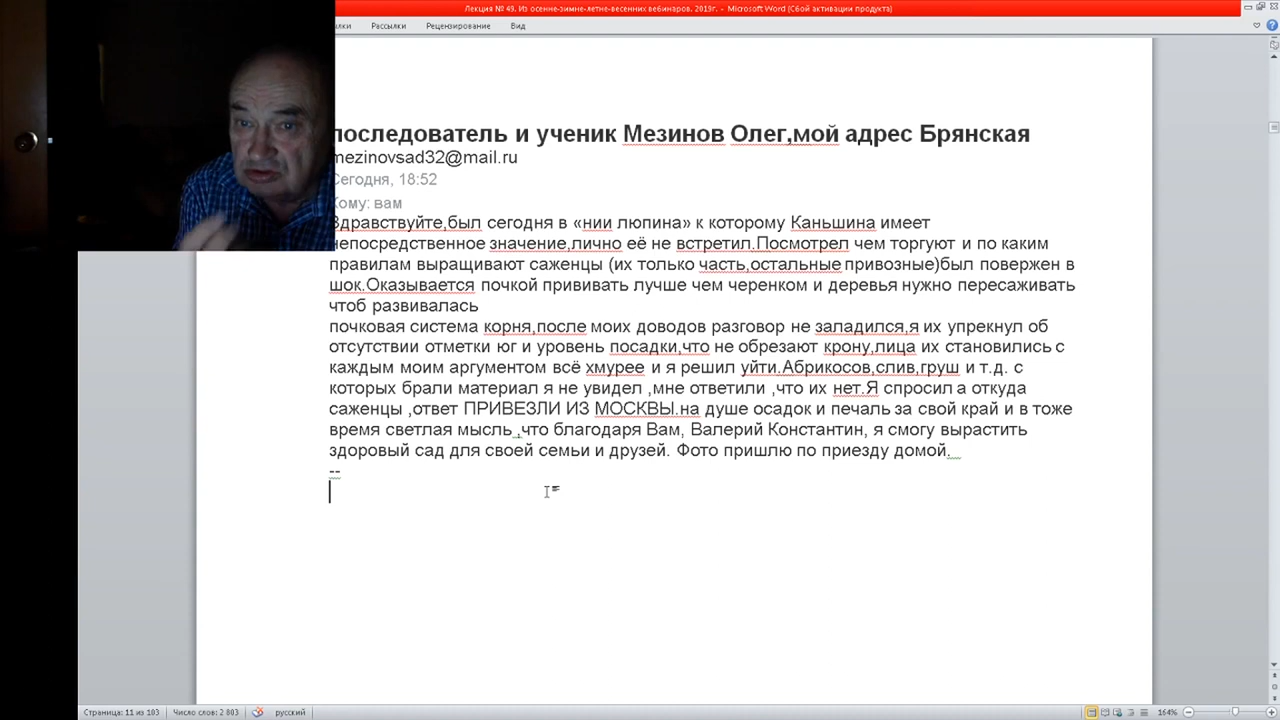 Лекция № 49. Из осенне-зимне-летне-весенних вебинаров. 2019г. - Microsoft Word (Сбой активации продукта)
Рассылки Рецензирование Вид
последователь и ученик Мезинов Олег,мой адрес Брянская
mezinovsad32@mail.ru
Сегодня, 18:52
Кому: вам
Здравствуйте,был сегодня в «нии люпина» к которому Каньшина имеет
непосредственное значение,лично её не встретил.Посмотрел чем торгуют и по каким
правилам выращивают саженцы (их только часть,остальные привозные)был повержен в
шок.Оказывается почкой прививать лучше чем черенком и деревья нужно пересаживать
чтоб развивалась
почковая система корня,после моих доводов разговор не заладился,я их упрекнул об
отсутствии отметки юг и уровень посадки,что не обрезают крону,лица их становились с
каждым моим аргументом всё хмурее и я решил уйти.Абрикосов,слив,груш и т.д. с
которых брали материал я не увидел ,мне ответили ,что их нет.Я спросил а откуда
саженцы ,ответ ПРИВЕЗЛИ ИЗ МОСКВЫ.на душе осадок и печаль за свой край и в тоже
время светлая мысль ,что благодаря Вам, Валерий Константин, я смогу вырастить
здоровый сад для своей семьи и друзей. Фото пришлю по приезду домой.
--
Страница: 11 из 103 Число слов: 2 803 русский 164%